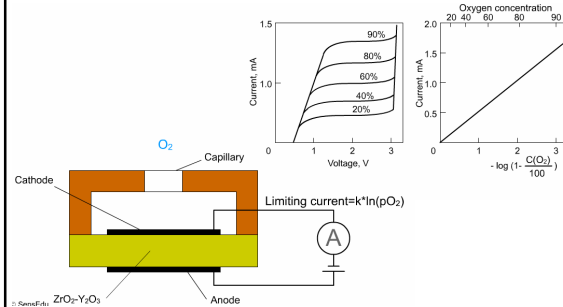 Oxygen concentration
20 40 60 80 90
1.5
1.0
Current, mA
90%
80%
60%
40%
20%
0
1
2
3
Voltage, V
2.0
1.5
1.0
0.5
Current, mA
0
1
2
3
- log (1- C(O₂)
100 )
O₂
Capillary
Cathode
Limiting current=k*ln(pO₂)
A
ZrO₂-Y₂O₃
Anode
© SensEdu